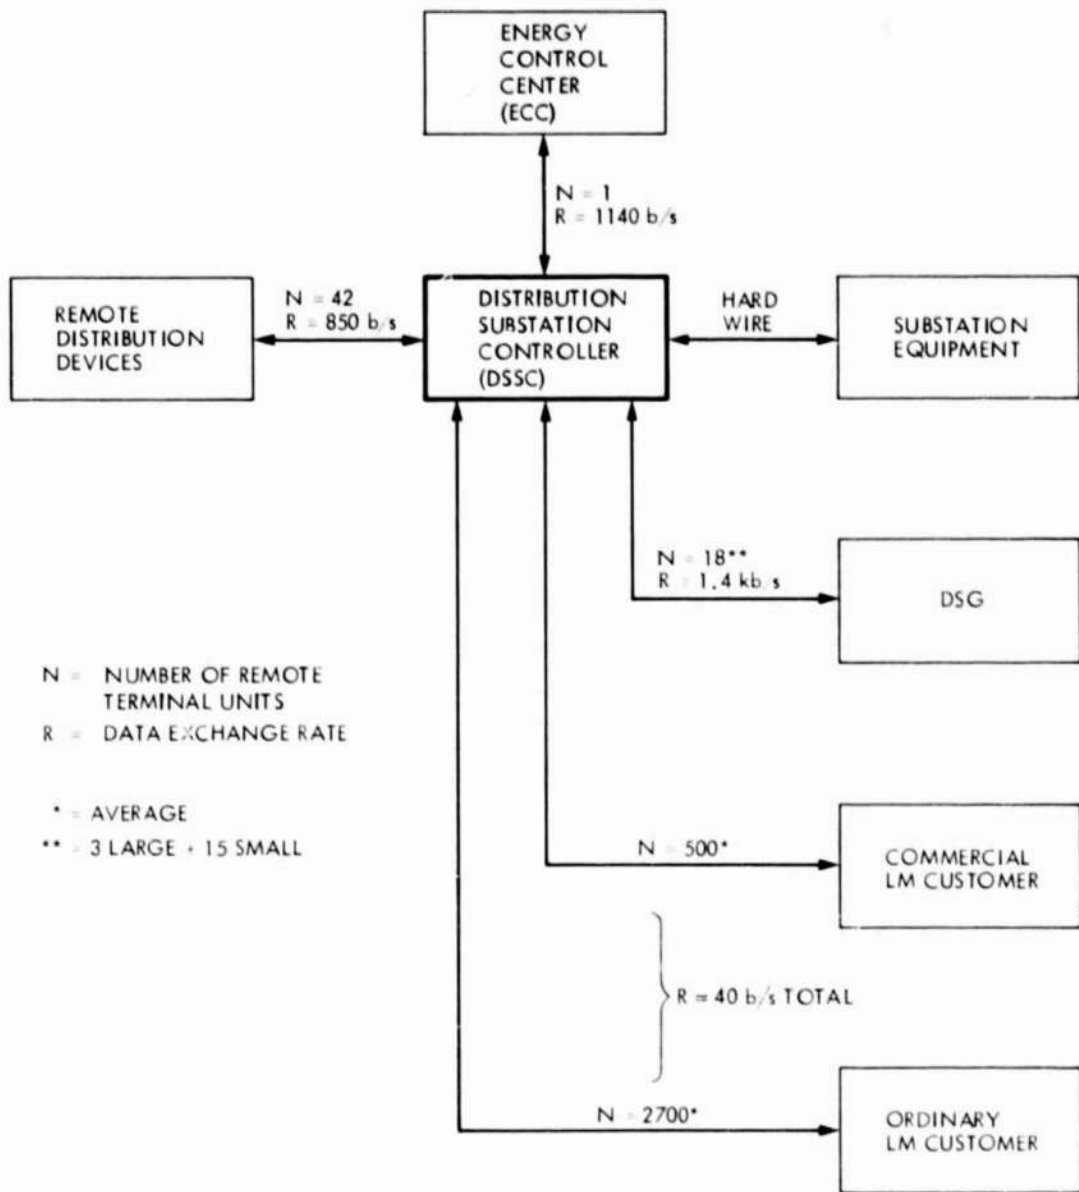 ENERGY
CONTROL
CENTER
(ECC)
N = 1
R = 1140 b/s
REMOTE
DISTRIBUTION
DEVICES
N = 42
R = 850 b/s
DISTRIBUTION
SUBSTATION
CONTROLLER
(DSSC)
HARD
WIRE
SUBSTATION
EQUIPMENT
N = 18**
R = 1.4 kb/s
DSG
N = NUMBER OF REMOTE
TERMINAL UNITS
R = DATA EXCHANGE RATE
* = AVERAGE
** = 3 LARGE + 15 SMALL
N = 500*
COMMERCIAL
LM CUSTOMER
R = 40 b/s TOTAL
N = 2700*
ORDINARY
LM CUSTOMER